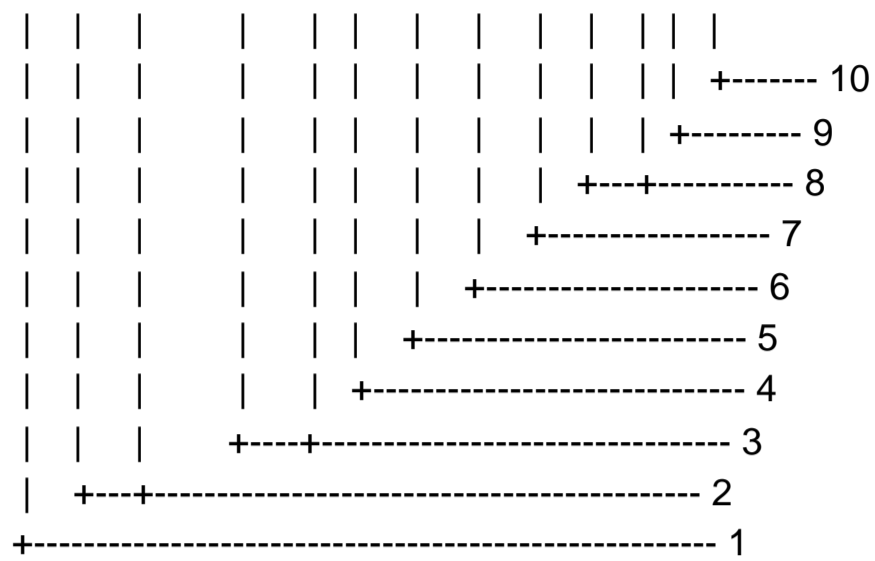 | | | | | | | | | | | | |
| | | | | | | | | | | | +-------- 10
| | | | | | | | | | | +---------- 9
| | | | | | | | | +---+------------ 8
| | | | | | | | +------------------- 7
| | | | | | | +----------------------- 6
| | | | | | +--------------------------- 5
| | | | | +------------------------------- 4
| | | +-----+---------------------------------- 3
| +---+--------------------------------------------- 2
+--------------------------------------------------------- 1